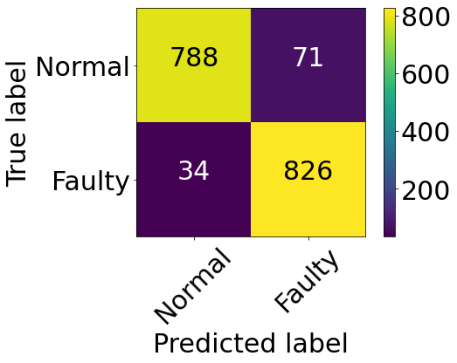 True label
Normal
Faulty
788
71
34
826
Normal
Faulty
Predicted label
800
600
400
200